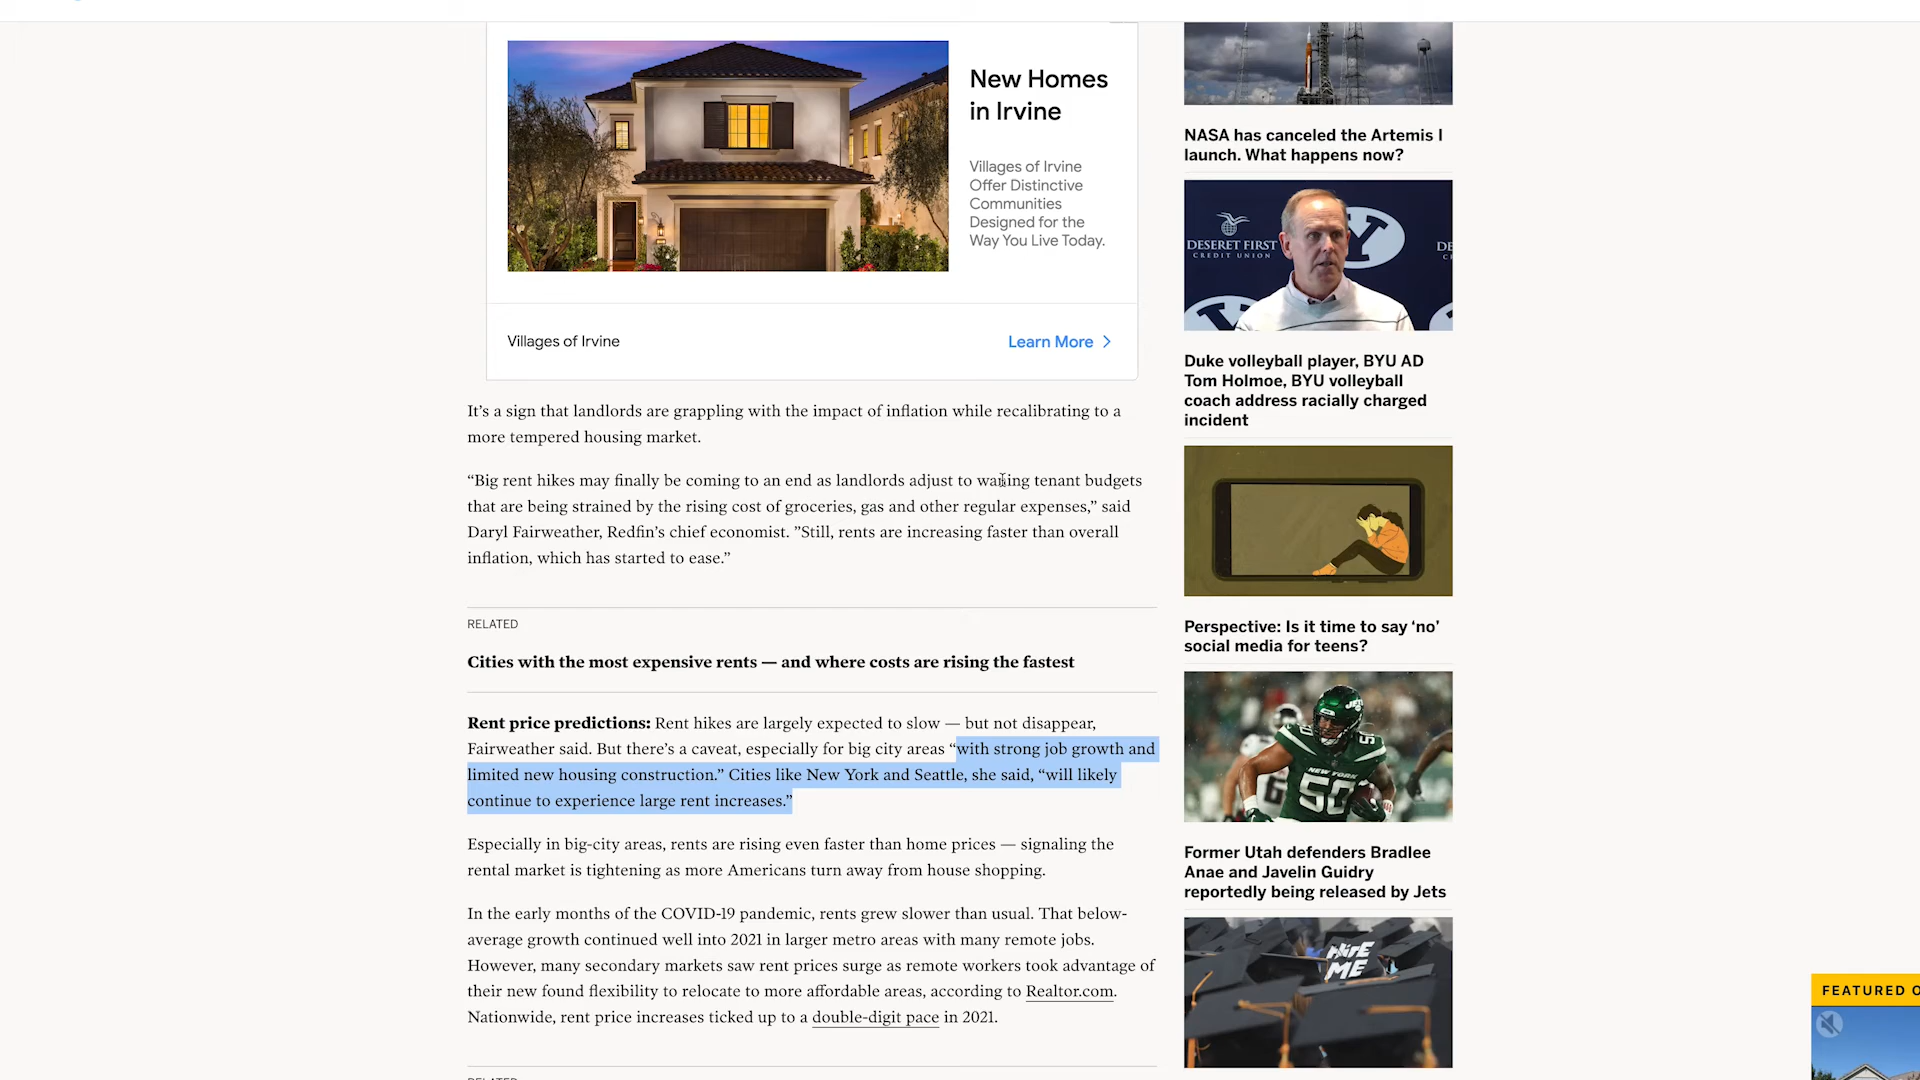 New Homes
in Irvine
Villages of Irvine
Offer Distinctive
Communities
Designed for the
Way You Live Today.
Villages of Irvine
Learn More
It’s a sign that landlords are grappling with the impact of inflation while recalibrating to a
more tempered housing market.
“Big rent hikes may finally be coming to an end as landlords adjust to waning tenant budgets
that are being strained by the rising cost of groceries, gas and other regular expenses,” said
Daryl Fairweather, Redfin’s chief economist. ”Still, rents are increasing faster than overall
inflation, which has started to ease.”
RELATED
Cities with the most expensive rents — and where costs are rising the fastest
Rent price predictions: Rent hikes are largely expected to slow — but not disappear,
Fairweather said. But there’s a caveat, especially for big city areas “with strong job growth and
limited new housing construction.” Cities like New York and Seattle, she said, “will likely
continue to experience large rent increases.”
Especially in big-city areas, rents are rising even faster than home prices — signaling the
rental market is tightening as more Americans turn away from house shopping.
In the early months of the COVID-19 pandemic, rents grew slower than usual. That below-
average growth continued well into 2021 in larger metro areas with many remote jobs.
However, many secondary markets saw rent prices surge as remote workers took advantage of
their new found flexibility to relocate to more affordable areas, according to Realtor.com.
Nationwide, rent price increases ticked up to a double-digit pace in 2021.
RELATED
NASA has canceled the Artemis I
launch. What happens now?
DESERET FIRST
CREDIT UNION
Y
DE
Duke volleyball player, BYU AD
Tom Holmoe, BYU volleyball
coach address racially charged
incident
Perspective: Is it time to say ‘no’
social media for teens?
JETS
NEW YORK
50
Former Utah defenders Bradlee
Anae and Javelin Guidry
reportedly being released by Jets
HIRE
ME
FEATURED